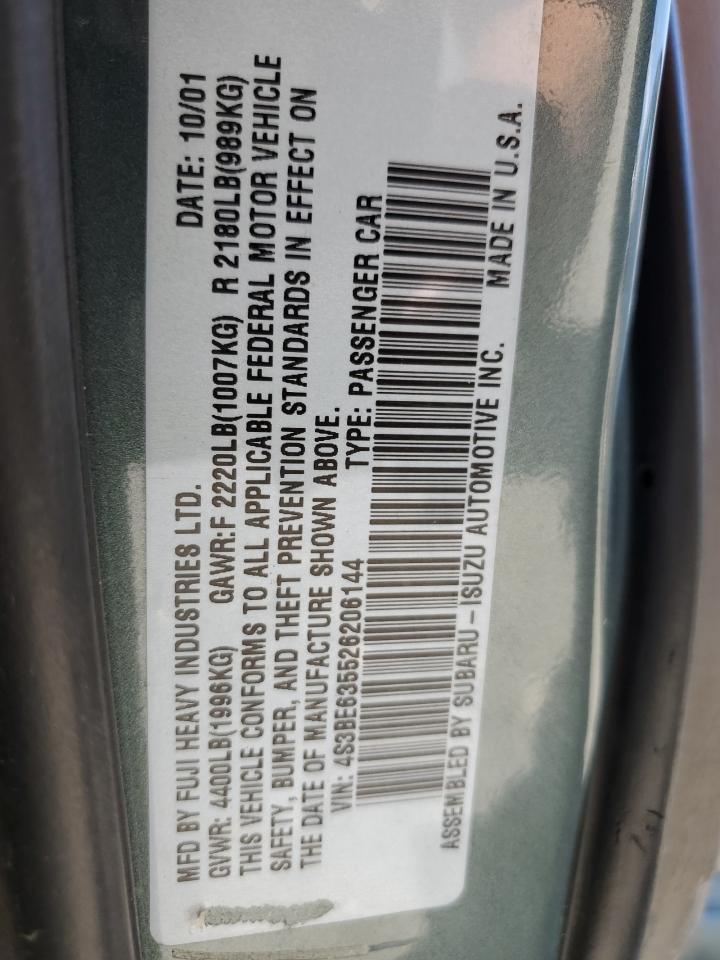 MFD BY FUJI HEAVY INDUSTRIES LTD. DATE: 10/01
GVWR: 4400LB(1996KG) GAWR:F 2220LB(1007KG) R 2180LB(989KG)
THIS VEHICLE CONFORMS TO ALL APPLICABLE FEDERAL MOTOR VEHICLE
SAFETY, BUMPER, AND THEFT PREVENTION STANDARDS IN EFFECT ON
THE DATE OF MANUFACTURE SHOWN ABOVE.
VIN: 4S3BE635526206144 TYPE: PASSENGER CAR
ASSEMBLED BY SUBARU-ISUZU AUTOMOTIVE INC. MADE IN U.S.A.